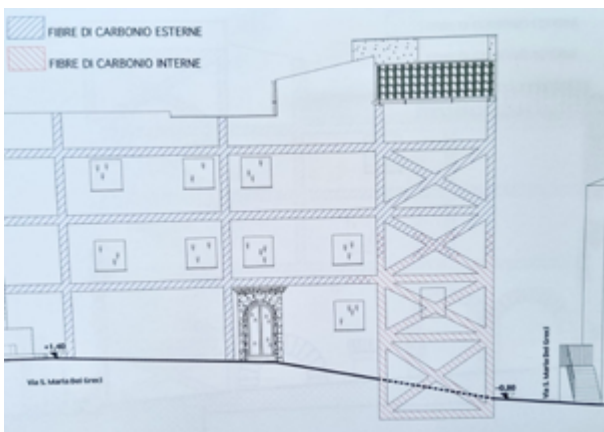 FIBRE DI CARBONIO ESTERNE
FIBRE DI CARBONIO INTERNE
+1,40
Via S. Maria Dei Greci
-0,80
Via S. Maria Dei Greci